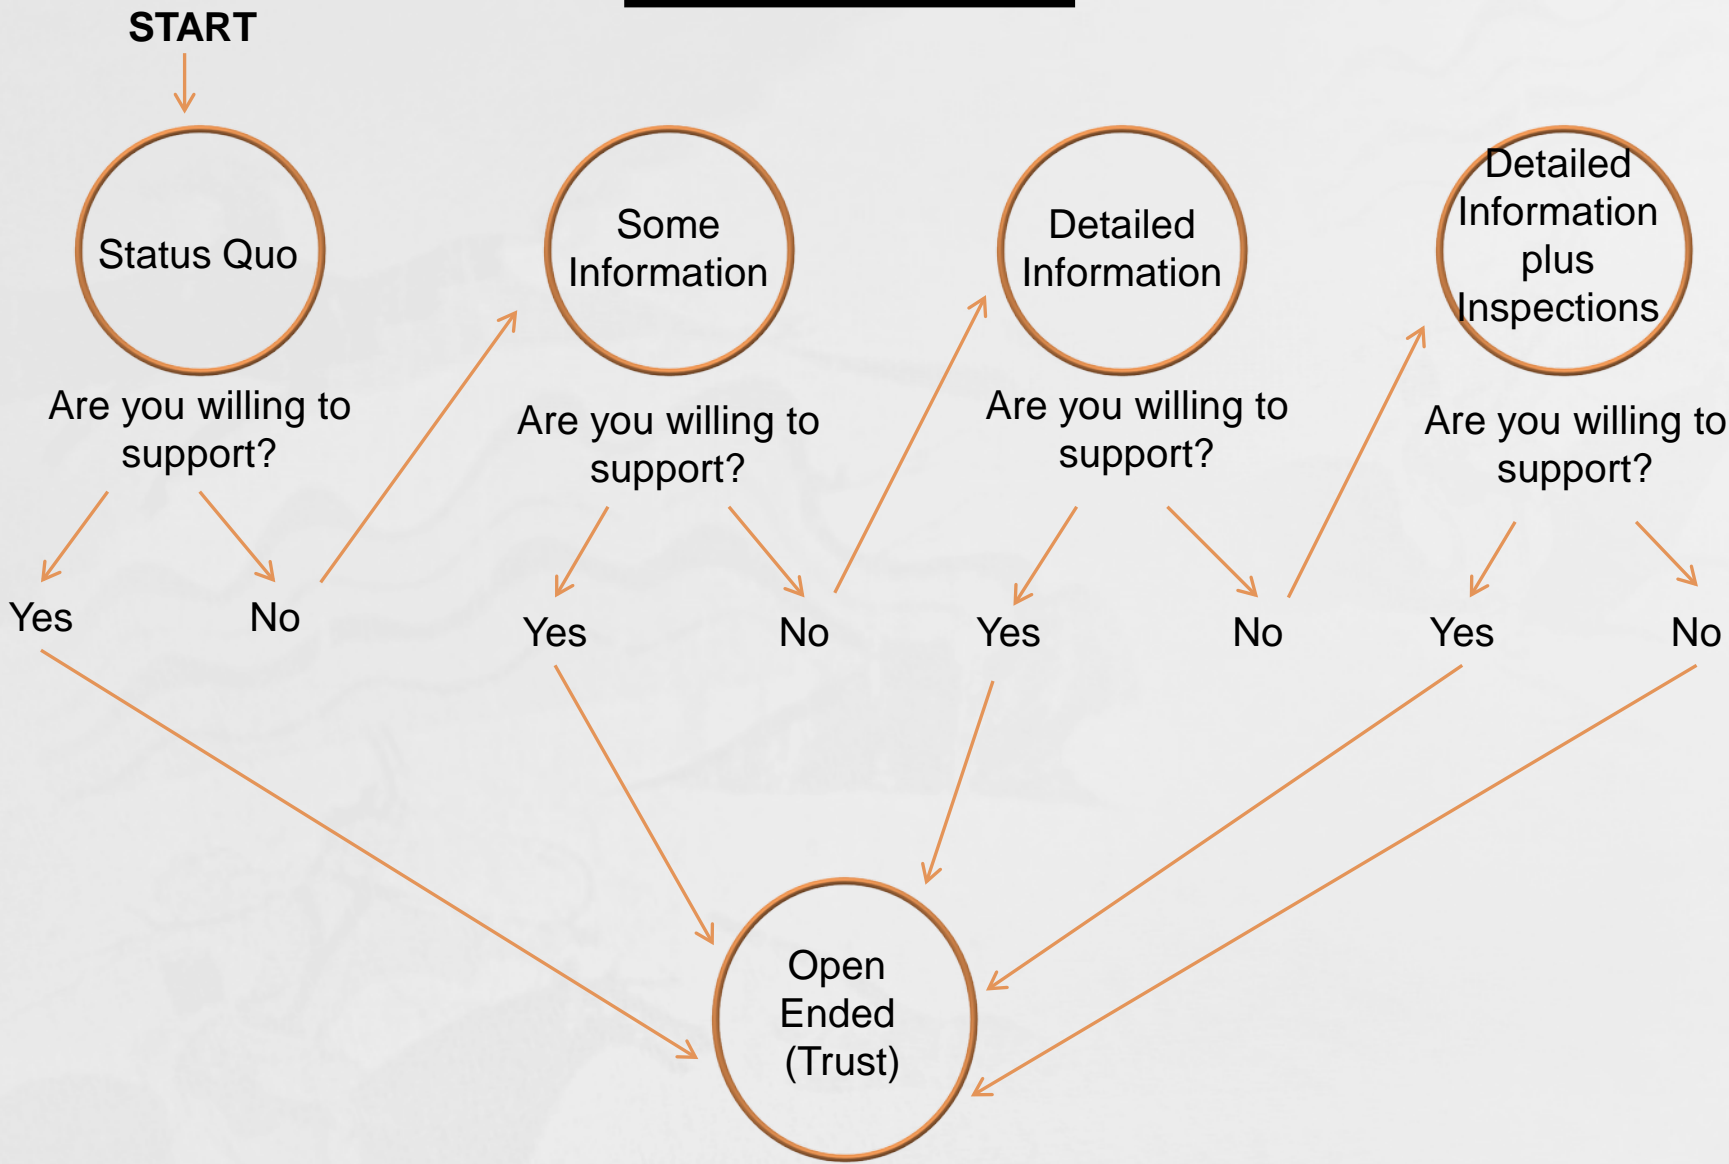 START
Status Quo
Some
Information
Detailed
Information
Detailed
Information
plus
Inspections
Are you willing to
support?
Are you willing to
support?
Are you willing to
support?
Are you willing to
support?
Yes
No
Yes
No
Yes
No
Yes
No
Open
Ended
(Trust)